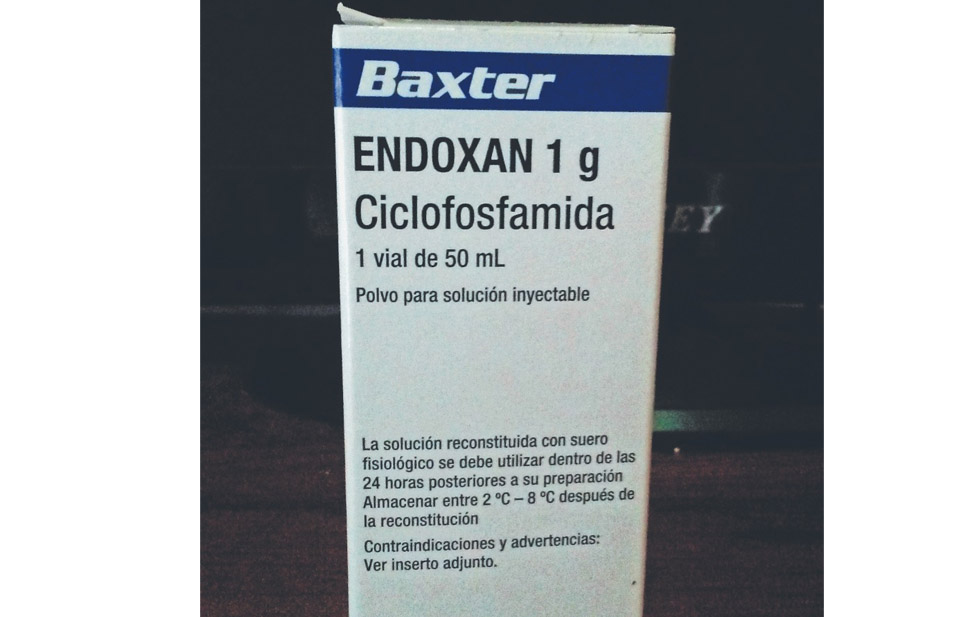 Baxter
ENDOXAN 1 g
Ciclofosfamida
1 vial de 50 mL
Polvo para solución inyectable
La solución reconstituida con suero
fisiológico se debe utilizar dentro de las
24 horas posteriores a su preparación
Almacenar entre 2 ºC – 8 ºC después de
la reconstitución
Contraindicaciones y advertencias:
Ver inserto adjunto.